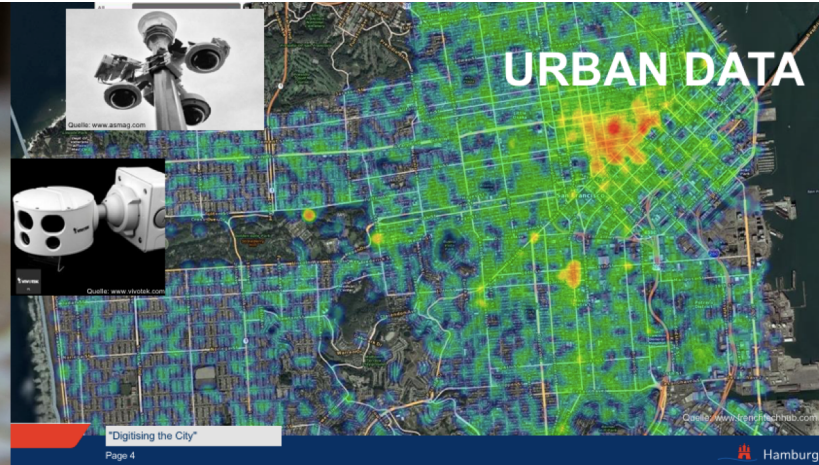 URBAN DATA
Quelle: www.asmag.com
VIVOTEK
Quelle: www.vivotek.com
Quelle: www.frenchtechhub.com
"Digitising the City"
Page 4
Hamburg